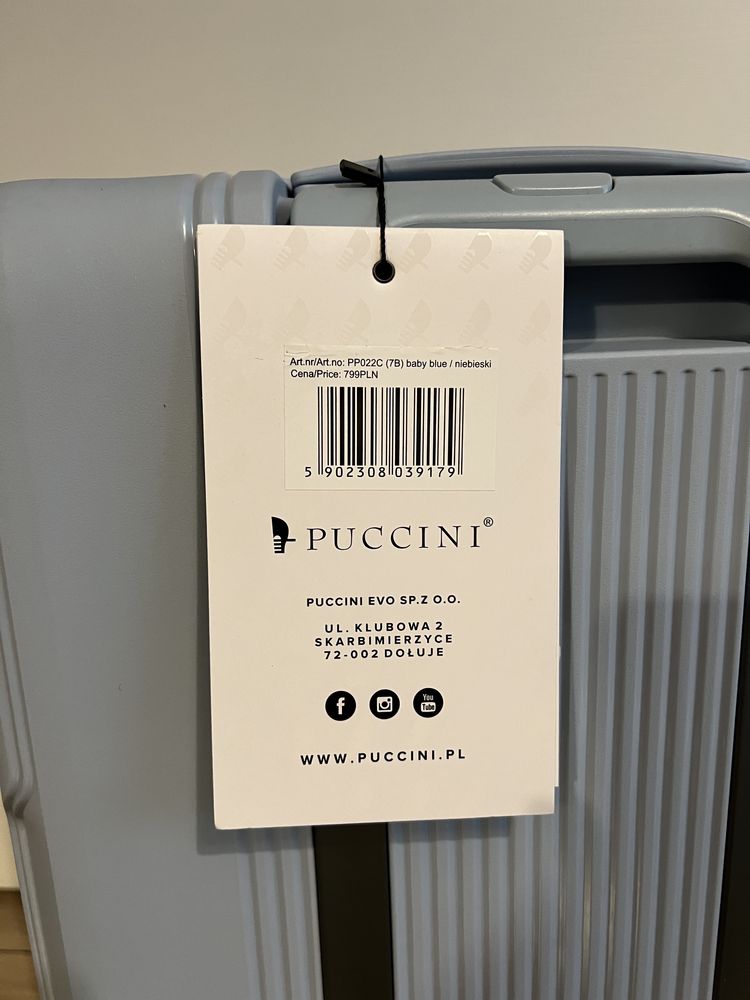 Art.nr/Art.no: PP022C (7B) baby blue / niebieski
Cena/Price: 799PLN
5 902308 039179
PUCCINI®
PUCCINI EVO SP.Z O.O.
UL. KLUBOWA 2
SKARBIMIERZYCE
72-002 DOŁUJE
You
Tube
WWW.PUCCINI.PL